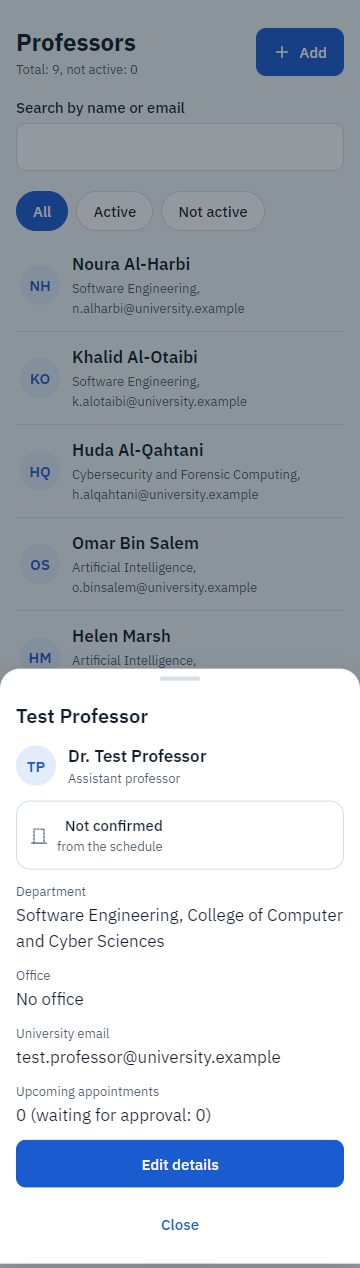 Professors
Total: 9, not active: 0
Add
Search by name or email
All
Active
Not active
NH
Noura Al-Harbi
Software Engineering,
n.alharbi@university.example
KO
Khalid Al-Otaibi
Software Engineering,
k.alotaibi@university.example
HQ
Huda Al-Qahtani
Cybersecurity and Forensic Computing,
h.alqahtani@university.example
OS
Omar Bin Salem
Artificial Intelligence,
o.binsalem@university.example
HM
Helen Marsh
Artificial Intelligence,
Test Professor
TP
Dr. Test Professor
Assistant professor
Not confirmed
from the schedule
Department
Software Engineering, College of Computer
and Cyber Sciences
Office
No office
University email
test.professor@university.example
Upcoming appointments
0 (waiting for approval: 0)
Edit details
Close